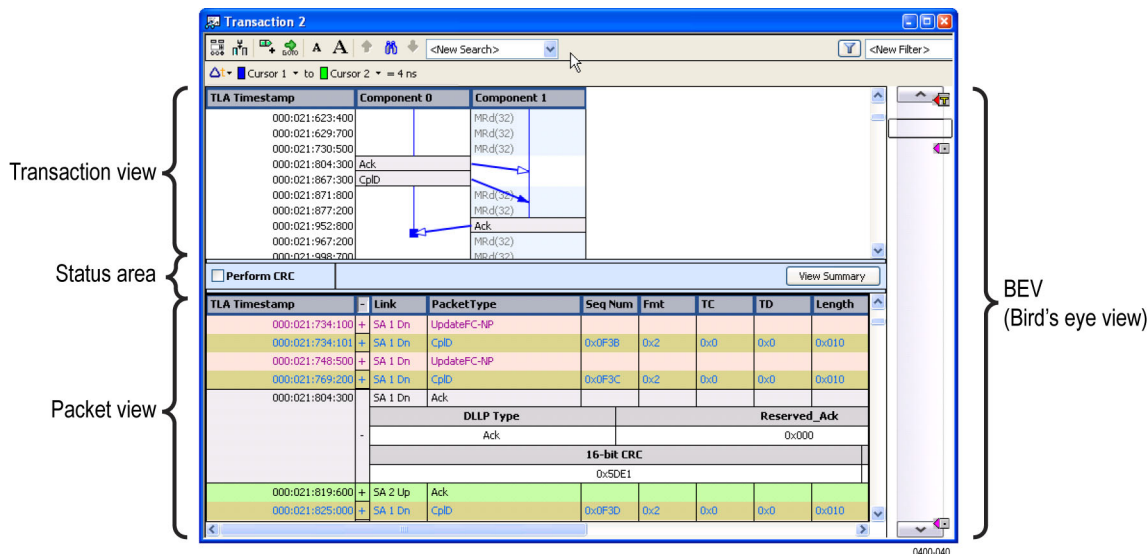 Transaction 2
GOTO A A <New Search> <New Filter>
Δt Cursor 1 to Cursor 2 = 4 ns
TLA Timestamp Component 0 Component 1
000:021:623:400 MRd(32)
000:021:629:700 MRd(32)
000:021:730:500 MRd(32)
000:021:804:300 Ack
000:021:867:300 CplD
000:021:871:800 MRd(32)
000:021:877:200 MRd(32)
000:021:952:800 Ack
000:021:967:200 MRd(32)
000:021:998:700 MRd(32)
Transaction view
Status area
Perform CRC View Summary
BEV
(Bird's eye view)
Packet view
TLA Timestamp - Link PacketType Seq Num Fmt TC TD Length
000:021:734:100 + SA 1 Dn UpdateFC-NP
000:021:734:101 + SA 1 Dn CplD 0x0F3B 0x2 0x0 0x0 0x010
000:021:748:500 + SA 1 Dn UpdateFC-NP
000:021:769:200 + SA 1 Dn CplD 0x0F3C 0x2 0x0 0x0 0x010
000:021:804:300 SA 1 Dn Ack
DLLP Type Reserved_Ack
- Ack 0x000
16-bit CRC
0x5DE1
000:021:819:600 + SA 2 Up Ack
000:021:825:000 + SA 1 Dn CplD 0x0F3D 0x2 0x0 0x0 0x010
0400-040